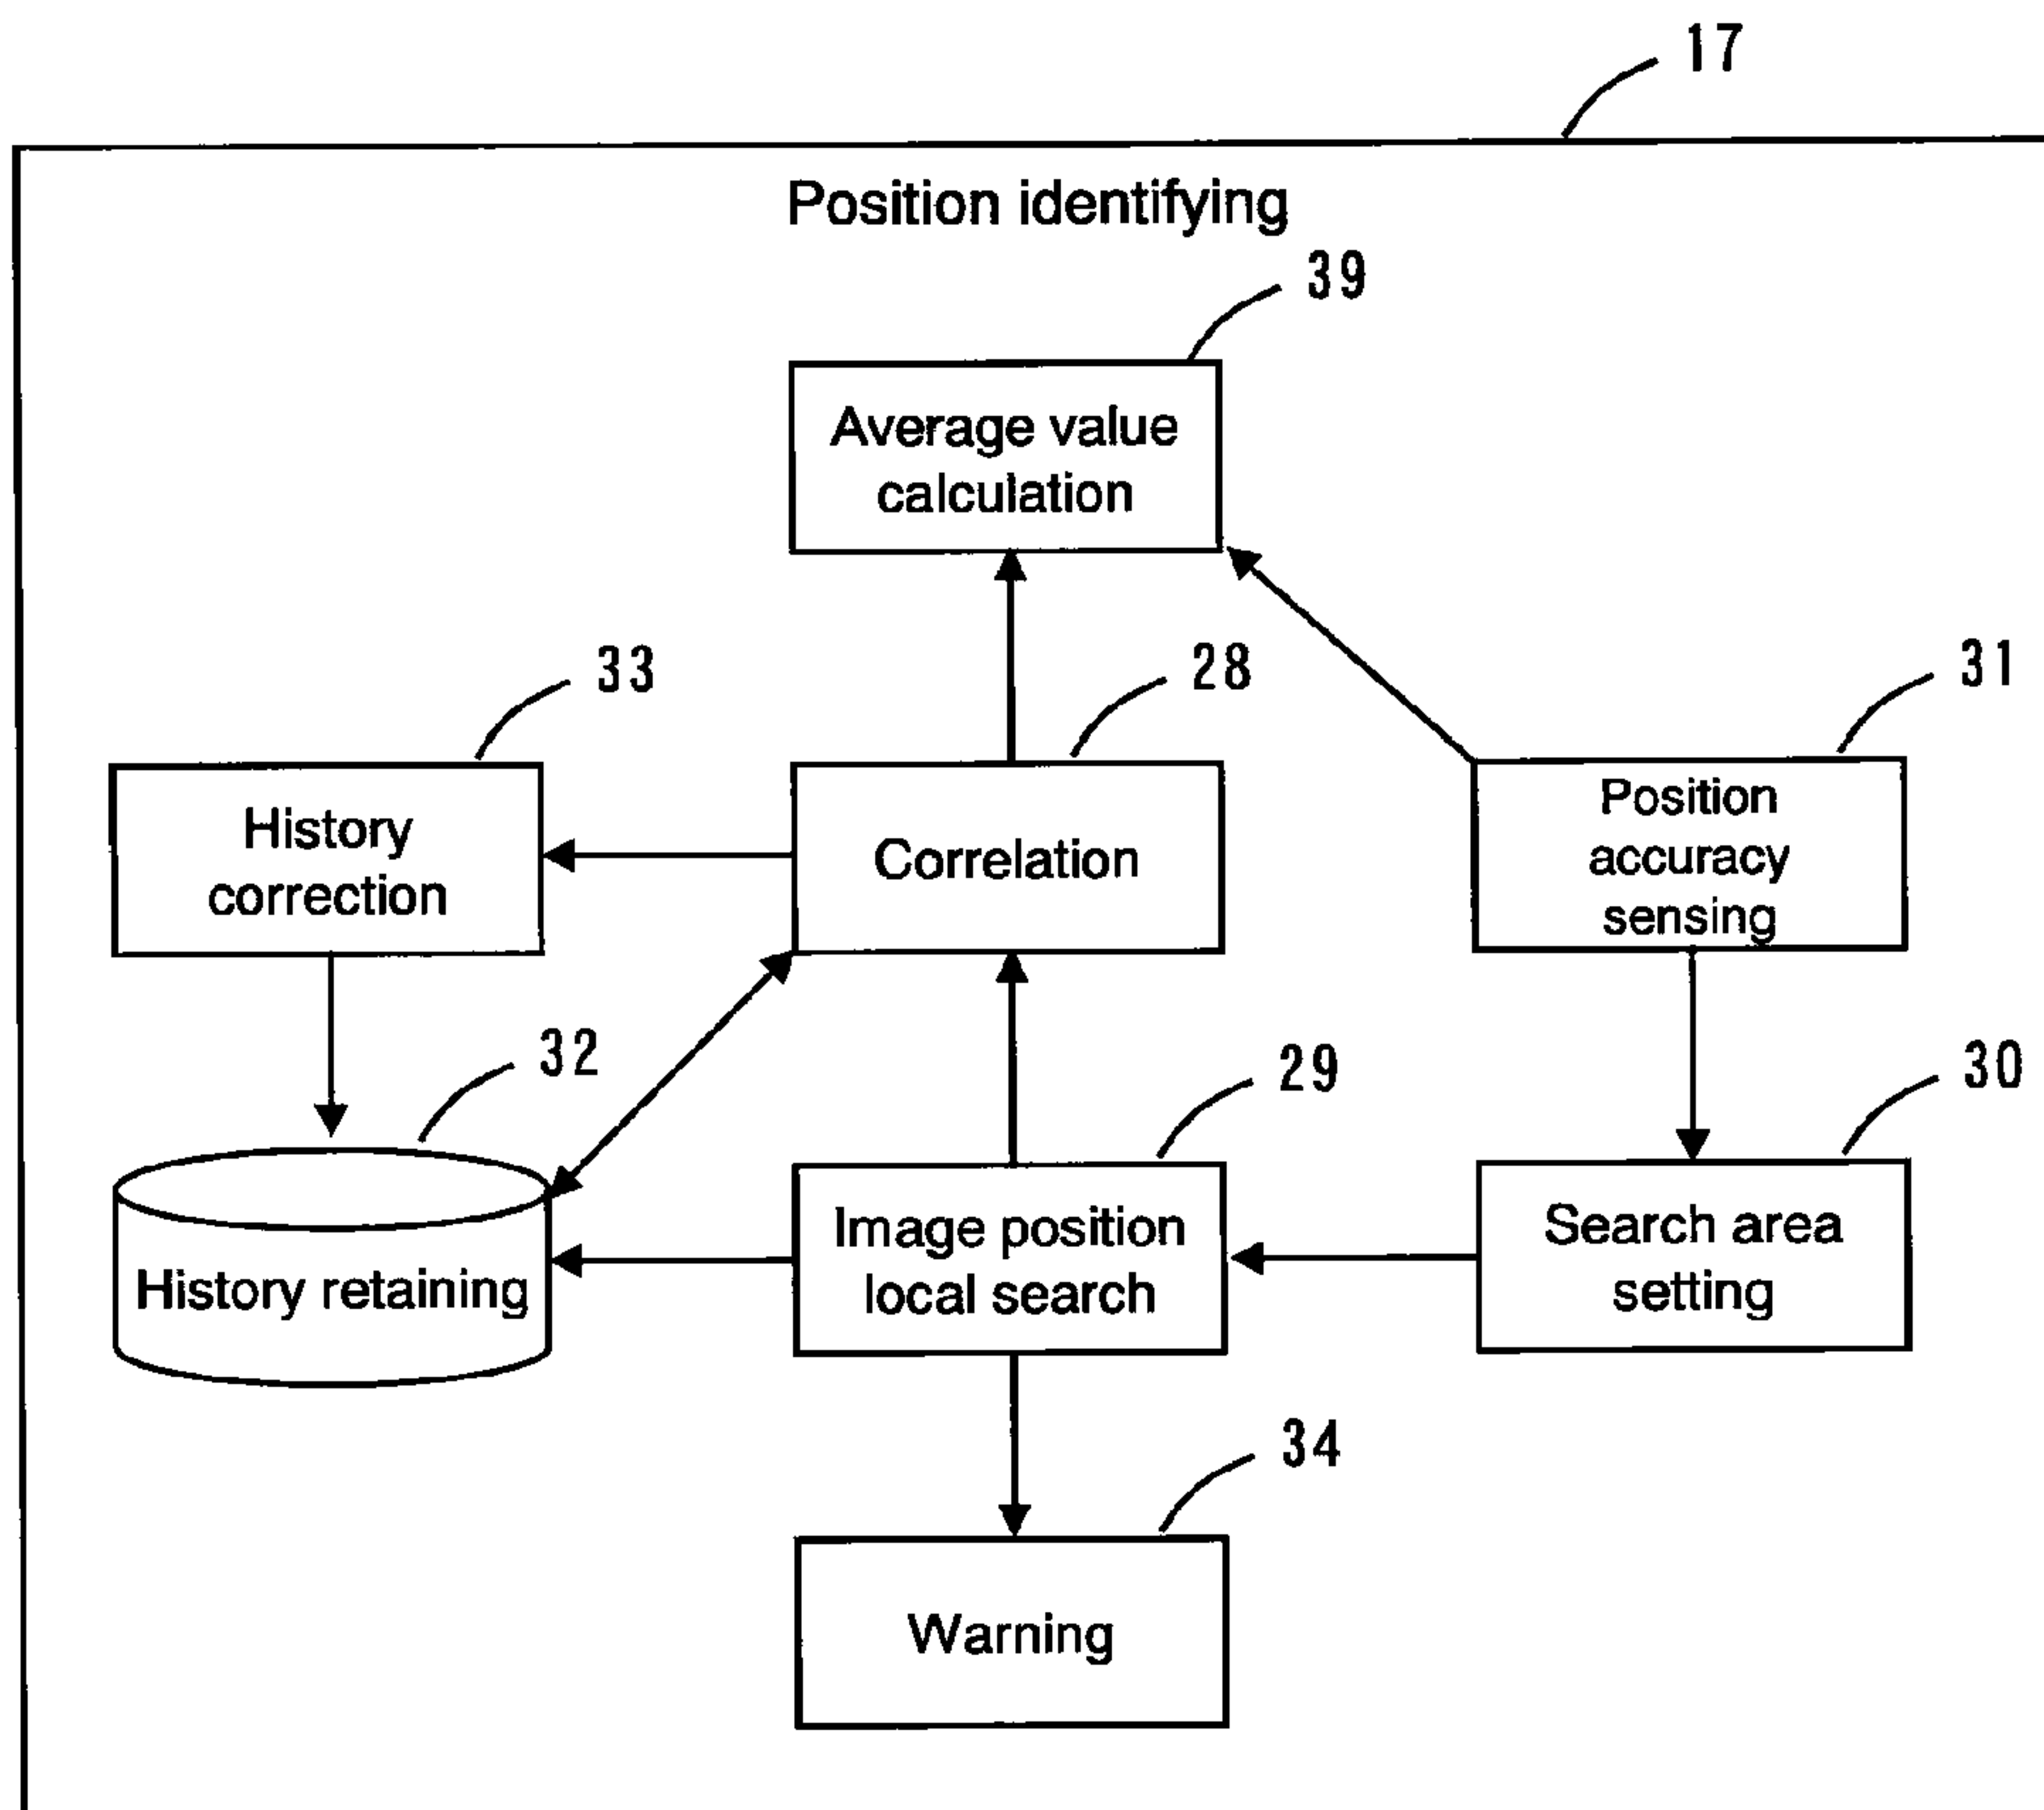 17
Position identifying
39
Average value
calculation
33
28
31
History
correction
Correlation
Position
accuracy
sensing
32
29
30
History retaining
Image position
local search
Search area
setting
34
Warning